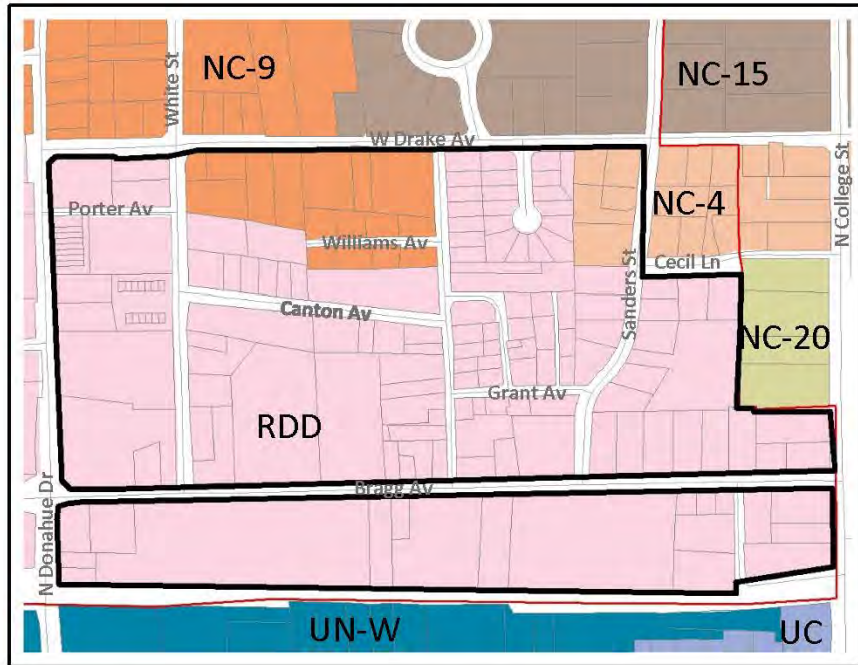 NC-9
NC-15
White St
W Drake Av
N College St
Porter Av
NC-4
Williams Av
Cecil Ln
Sanders St
Canton Av
NC-20
Grant Av
RDD
Bragg Av
N Donahue Dr
UN-W
UC